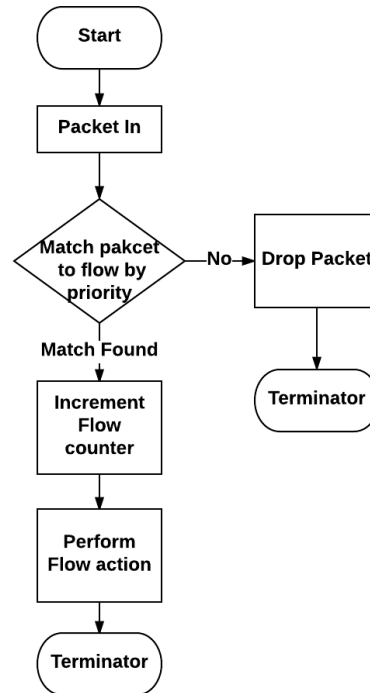 Start
Packet In
Match pakcet
to flow by
priority
No
Drop Packet
Match Found
Terminator
Increment
Flow
counter
Perform
Flow action
Terminator